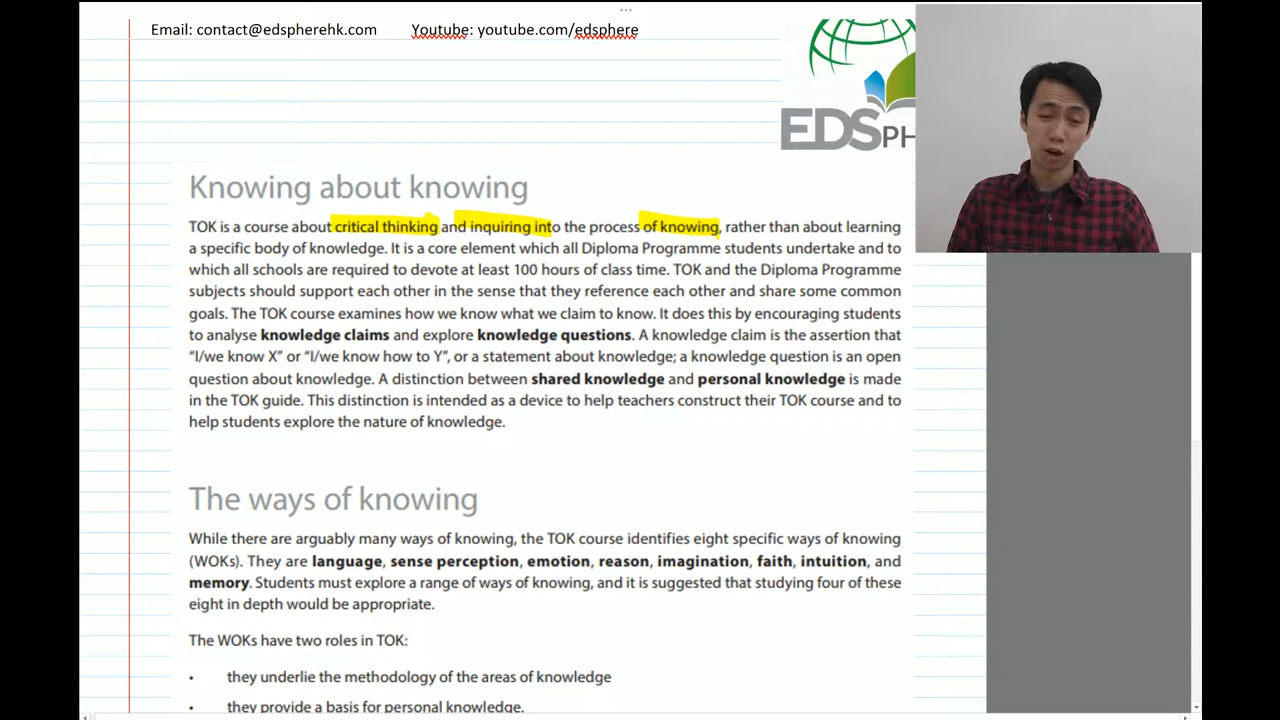 Email: contact@edspherehk.com Youtube: youtube.com/edsphere
EDSPH
Knowing about knowing
TOK is a course about critical thinking and inquiring into the process of knowing, rather than about learning
a specific body of knowledge. It is a core element which all Diploma Programme students undertake and to
which all schools are required to devote at least 100 hours of class time. TOK and the Diploma Programme
subjects should support each other in the sense that they reference each other and share some common
goals. The TOK course examines how we know what we claim to know. It does this by encouraging students
to analyse knowledge claims and explore knowledge questions. A knowledge claim is the assertion that
“I/we know X” or “I/we know how to Y”, or a statement about knowledge; a knowledge question is an open
question about knowledge. A distinction between shared knowledge and personal knowledge is made
in the TOK guide. This distinction is intended as a device to help teachers construct their TOK course and to
help students explore the nature of knowledge.
The ways of knowing
While there are arguably many ways of knowing, the TOK course identifies eight specific ways of knowing
(WOKs). They are language, sense perception, emotion, reason, imagination, faith, intuition, and
memory. Students must explore a range of ways of knowing, and it is suggested that studying four of these
eight in depth would be appropriate.
The WOKs have two roles in TOK:
• they underlie the methodology of the areas of knowledge
• they provide a basis for personal knowledge.